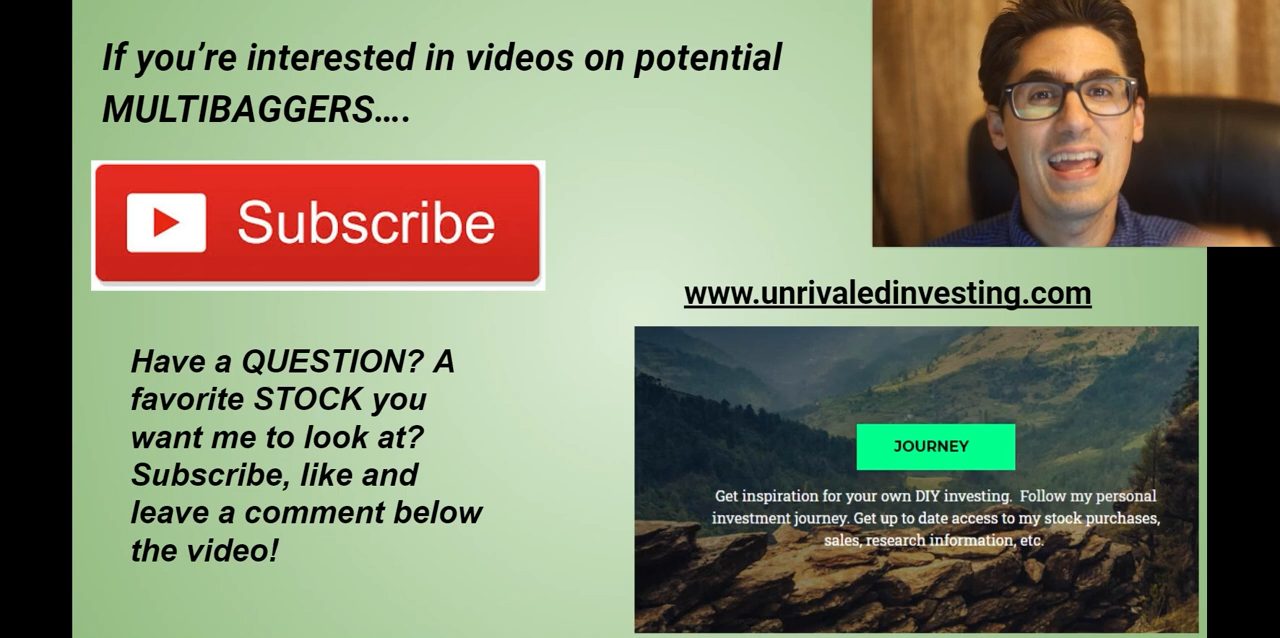 If you’re interested in videos on potential
MULTIBAGGERS….
Subscribe
Have a QUESTION? A
favorite STOCK you
want me to look at?
Subscribe, like and
leave a comment below
the video!
www.unrivaledinvesting.com
JOURNEY
Get inspiration for your own DIY investing. Follow my personal
investment journey. Get up to date access to my stock purchases,
sales, research information, etc.